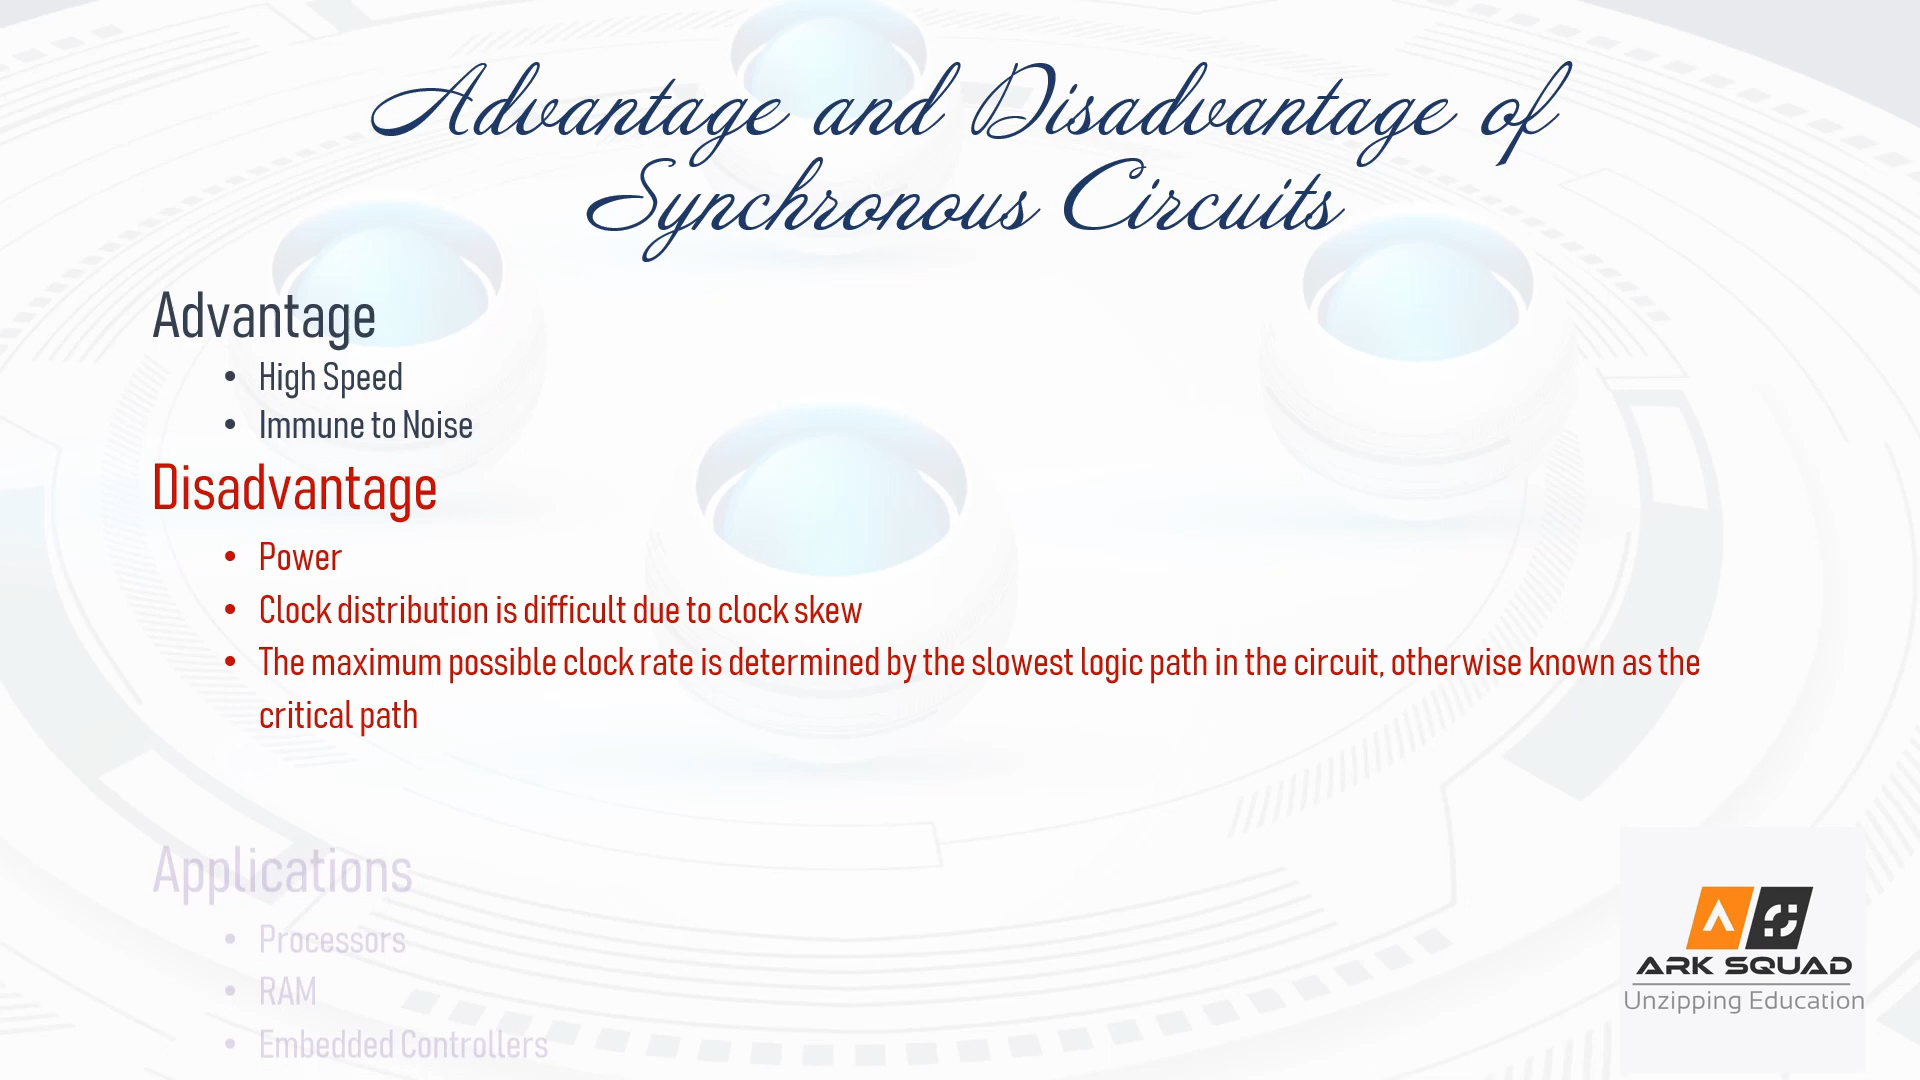 Advantage and Disadvantage of
Synchronous Circuits
Advantage
• High Speed
• Immune to Noise
Disadvantage
• Power
• Clock distribution is difficult due to clock skew
• The maximum possible clock rate is determined by the slowest logic path in the circuit, otherwise known as the
critical path
Applications
• Processors
• RAM
• Embedded Controllers
ARK SQUAD
Unzipping Education